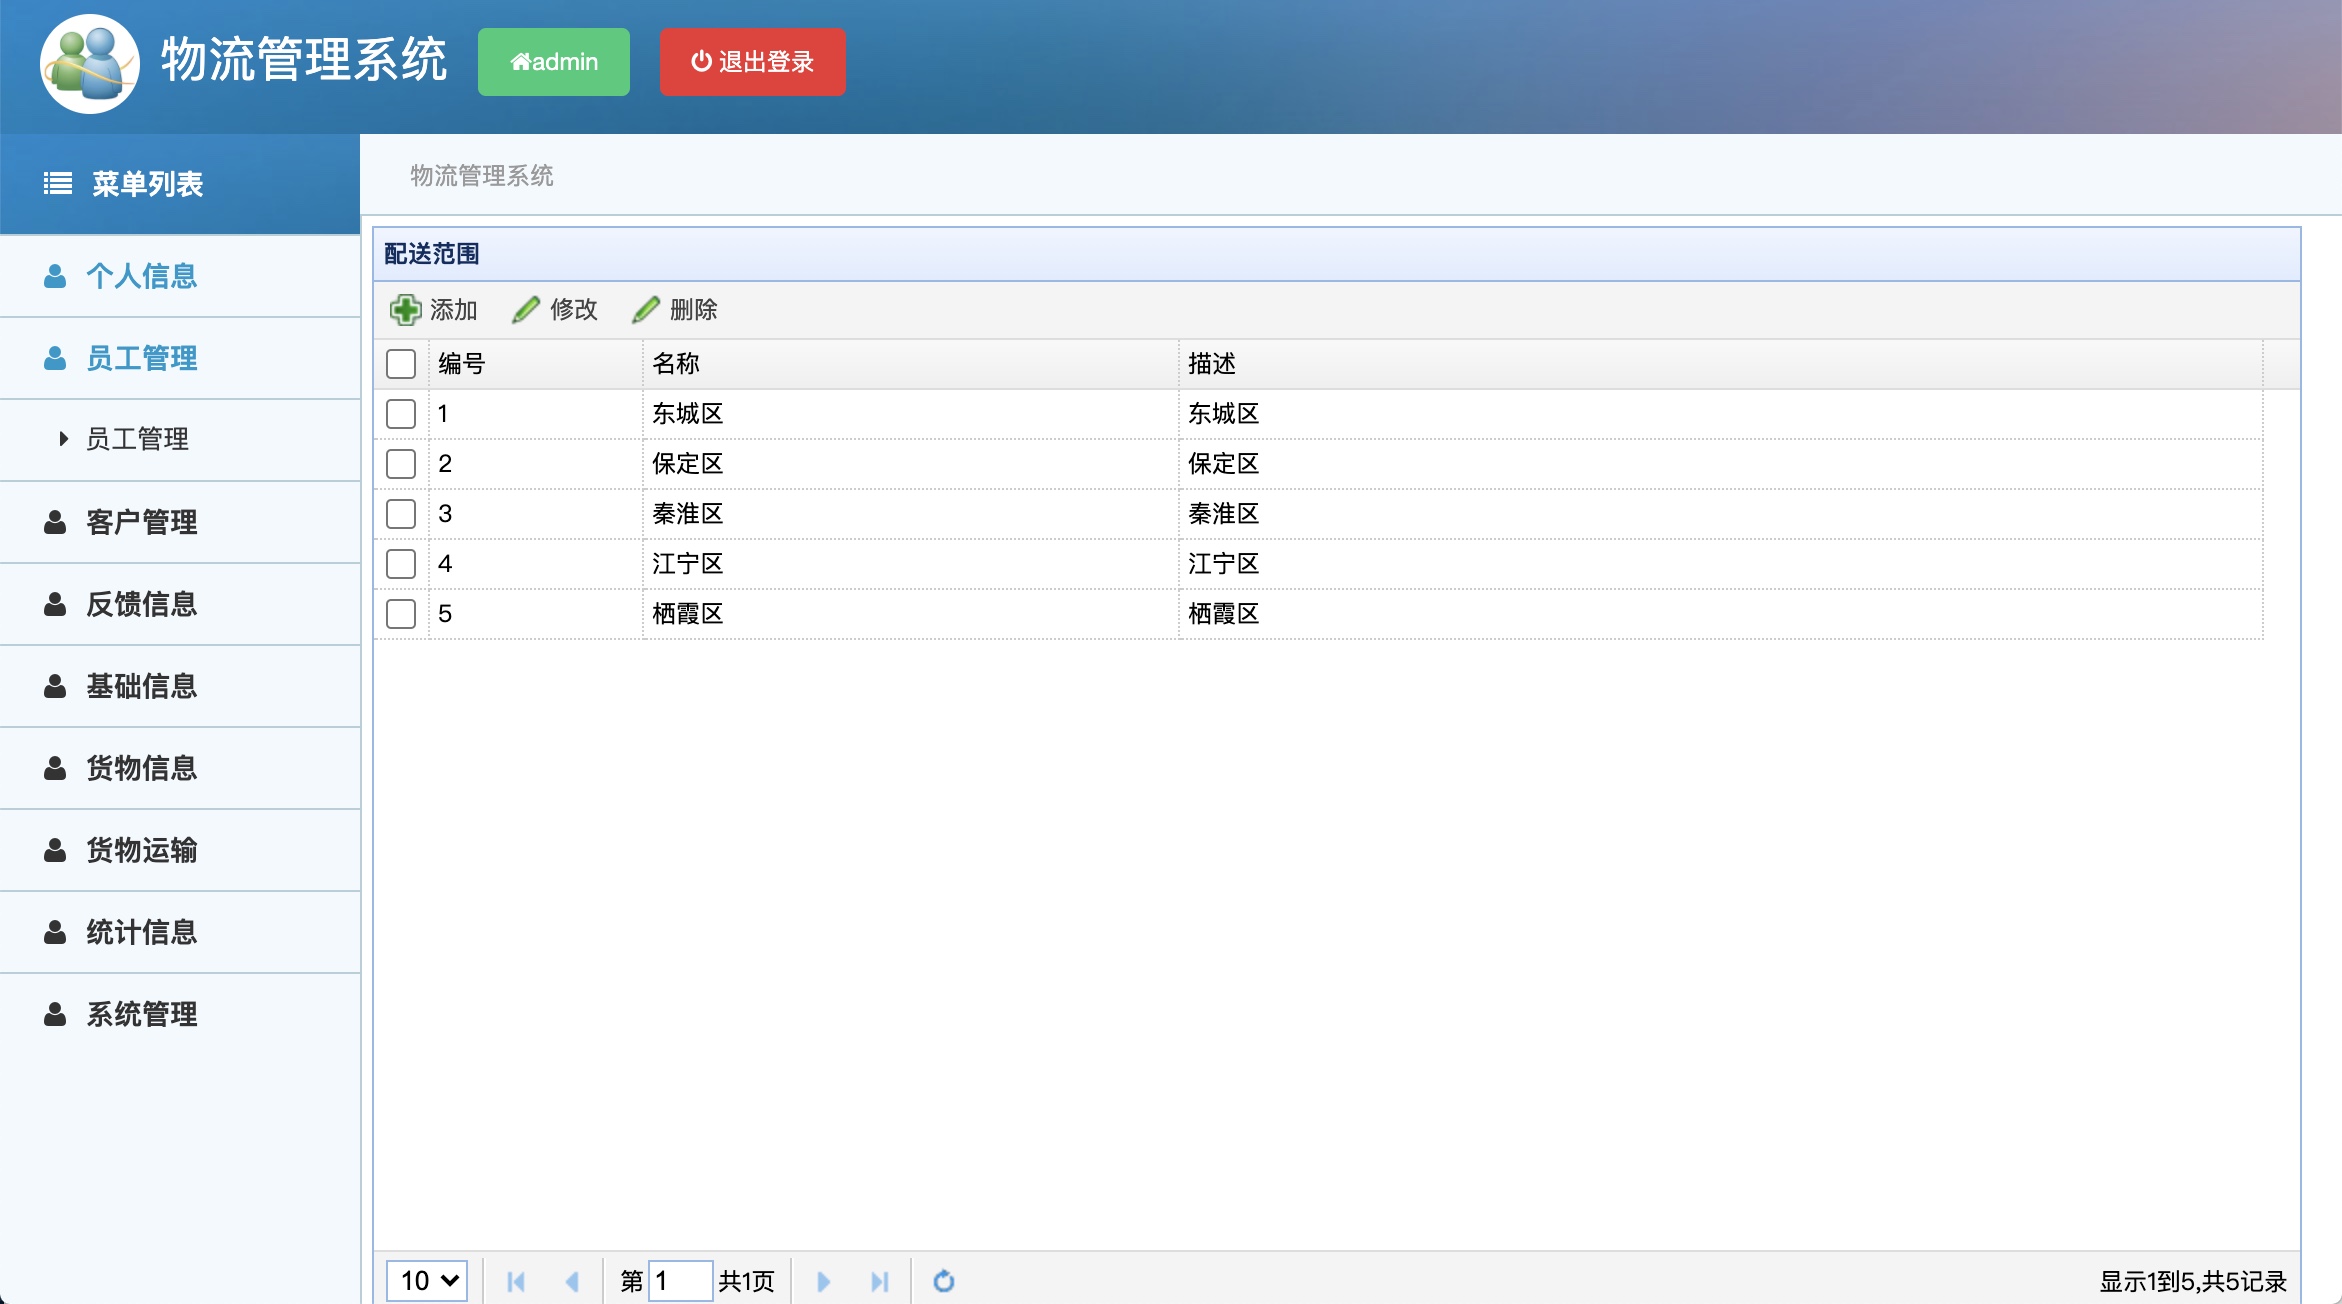 物流管理系统
admin
退出登录
菜单列表
个人信息
员工管理
员工管理
客户管理
反馈信息
基础信息
货物信息
货物运输
统计信息
系统管理
物流管理系统
配送范围
添加 修改 删除
编号 名称 描述
1 东城区 东城区
2 保定区 保定区
3 秦淮区 秦淮区
4 江宁区 江宁区
5 栖霞区 栖霞区
10 第 1 共1页 显示1到5,共5记录